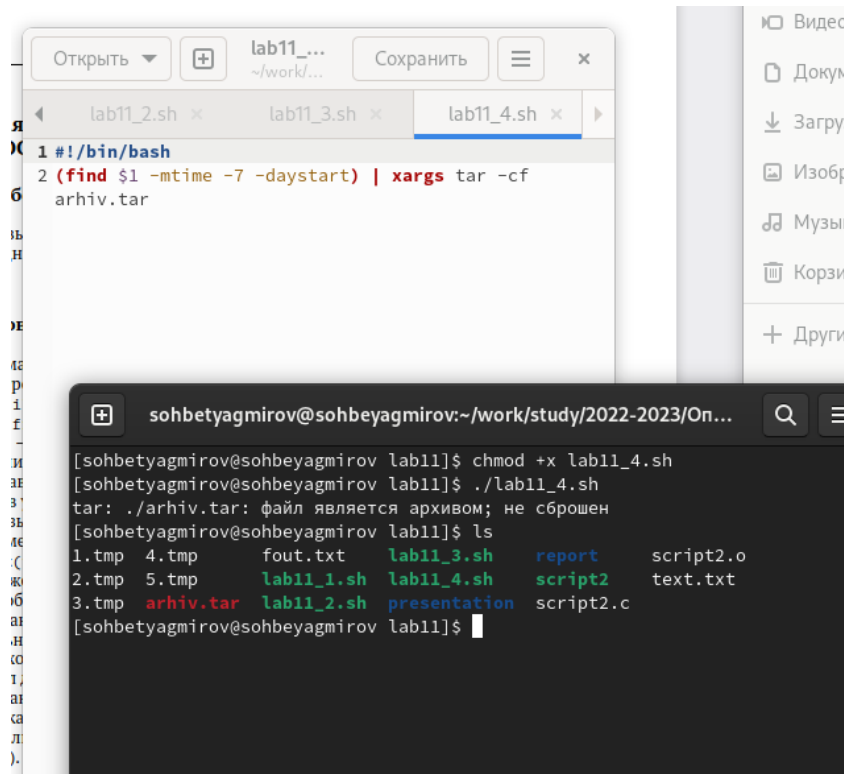 Открыть
lab11_...
~/work/...
Сохранить
lab11_2.sh
lab11_3.sh
lab11_4.sh
1 #!/bin/bash
2 (find $1 -mtime -7 -daystart) | xargs tar -cf
arhiv.tar
Видео
Докум
Загру
Изобр
Музы
Корзи
Други
sohbetyagmirov@sohbeyagmirov:~/work/study/2022-2023/Оп...
[sohbetyagmirov@sohbeyagmirov lab11]$ chmod +x lab11_4.sh
[sohbetyagmirov@sohbeyagmirov lab11]$ ./lab11_4.sh
tar: ./arhiv.tar: файл является архивом; не сброшен
[sohbetyagmirov@sohbeyagmirov lab11]$ ls
1.tmp 4.tmp fout.txt lab11_3.sh report script2.o
2.tmp 5.tmp lab11_1.sh lab11_4.sh script2 text.txt
3.tmp arhiv.tar lab11_2.sh presentation script2.c
[sohbetyagmirov@sohbeyagmirov lab11]$